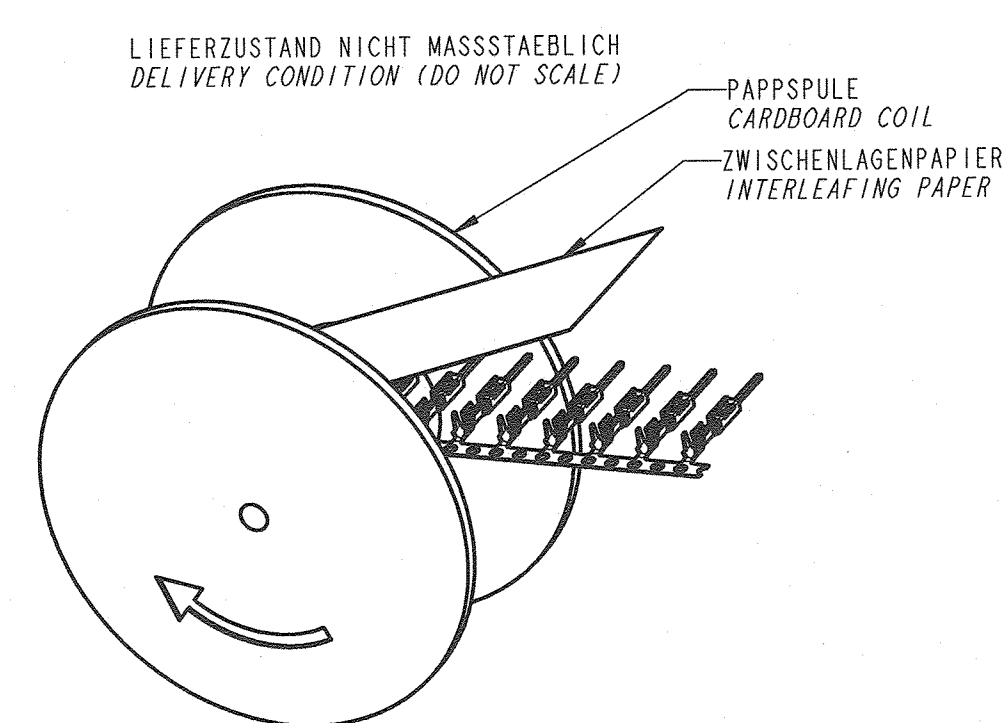 LIEFERZUSTAND NICHT MASSSTAEBLICH
DELIVERY CONDITION (DO NOT SCALE)
PAPPSPULE
CARDBOARD COIL
ZWISCHENLAGENPAPIER
INTERLEAFING PAPER